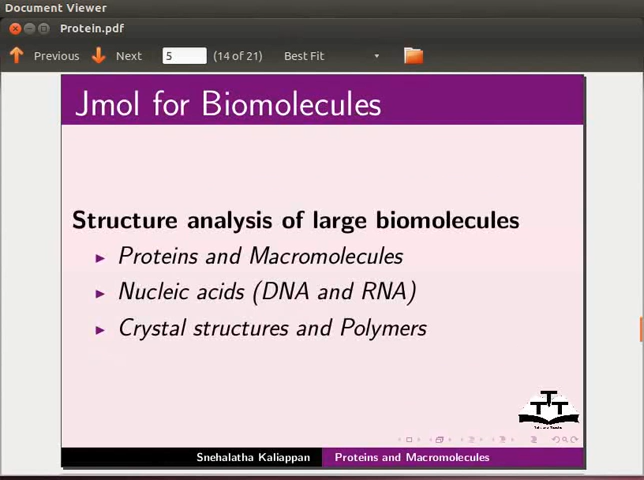 Document Viewer
Protein.pdf
Previous Next 5 (14 of 21) Best Fit
Jmol for Biomolecules
Structure analysis of large biomolecules
Proteins and Macromolecules
Nucleic acids (DNA and RNA)
Crystal structures and Polymers
Snehalatha Kaliappan Proteins and Macromolecules